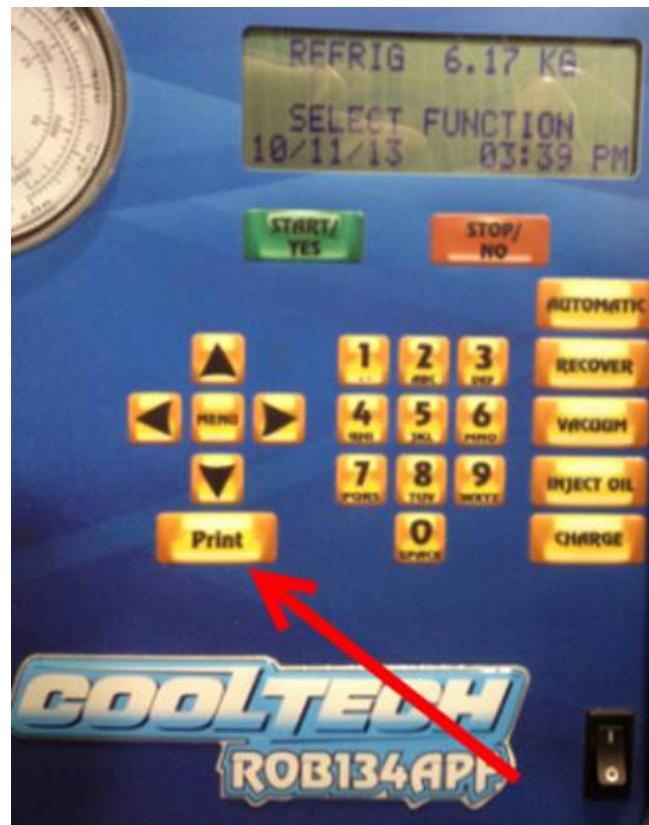 REFRIG 6.17 KG
SELECT FUNCTION
10/11/13 03:39 PM
START/
YES
STOP/
NO
AUTOMATIC
1
2
ABC
3
DEF
RECOVER
MENU
4
GHI
5
JKL
6
MNO
VACUUM
7
PQRS
8
TUV
9
WXYZ
INJECT OIL
Print
0
SPACE
CHARGE
COOLTECH
ROB134APF